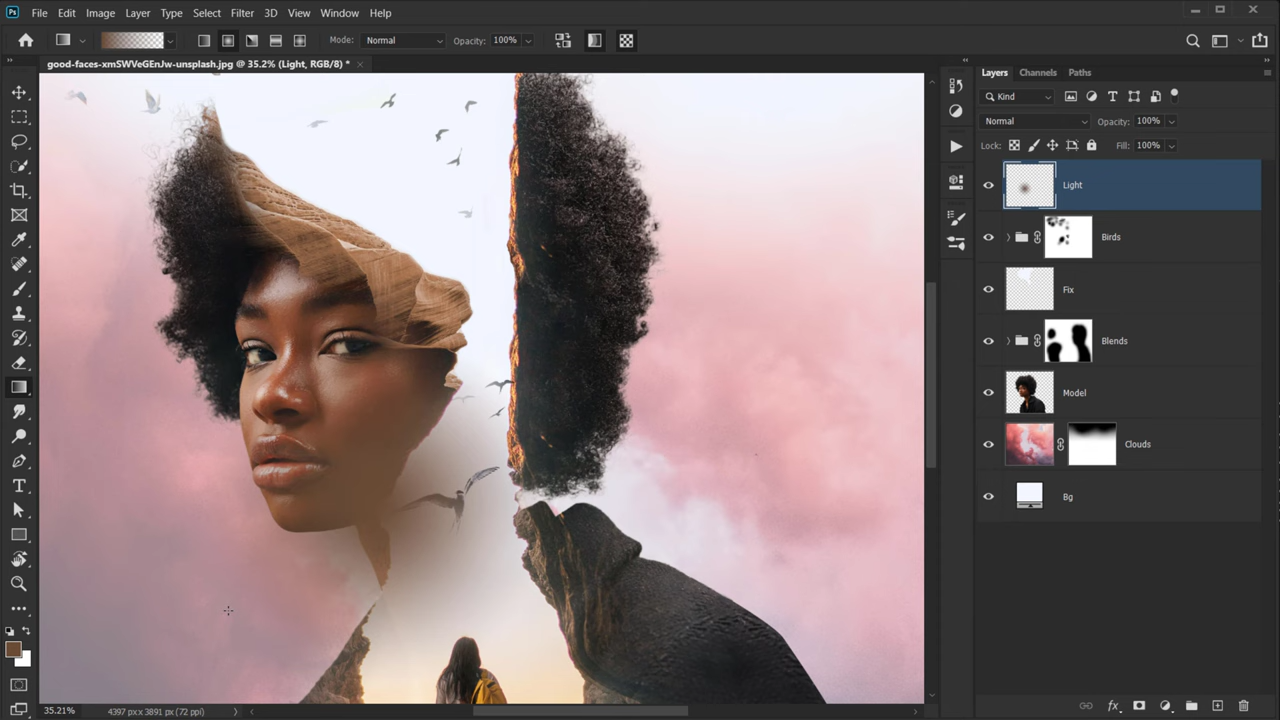 Ps File Edit Image Layer Type Select Filter 3D View Window Help
Mode: Normal Opacity: 100%
good-faces-xmSWVeGEnJw-unsplash.jpg @ 35.2% (Light, RGB/8) *
Layers Channels Paths
Kind
Normal Opacity: 100%
Lock: Fill: 100%
Light
Birds
Fix
Blends
Model
Clouds
Bg
35.21% 4397 px x 3891 px (72 ppi)